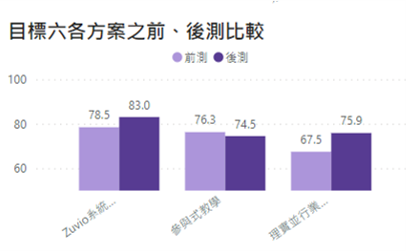 目標六各方案之前、後測比較
前測 後測
100
80
60
78.5 83.0
76.3 74.5
67.5 75.9
Zuvio系統...
參與式教學
理實並行業...